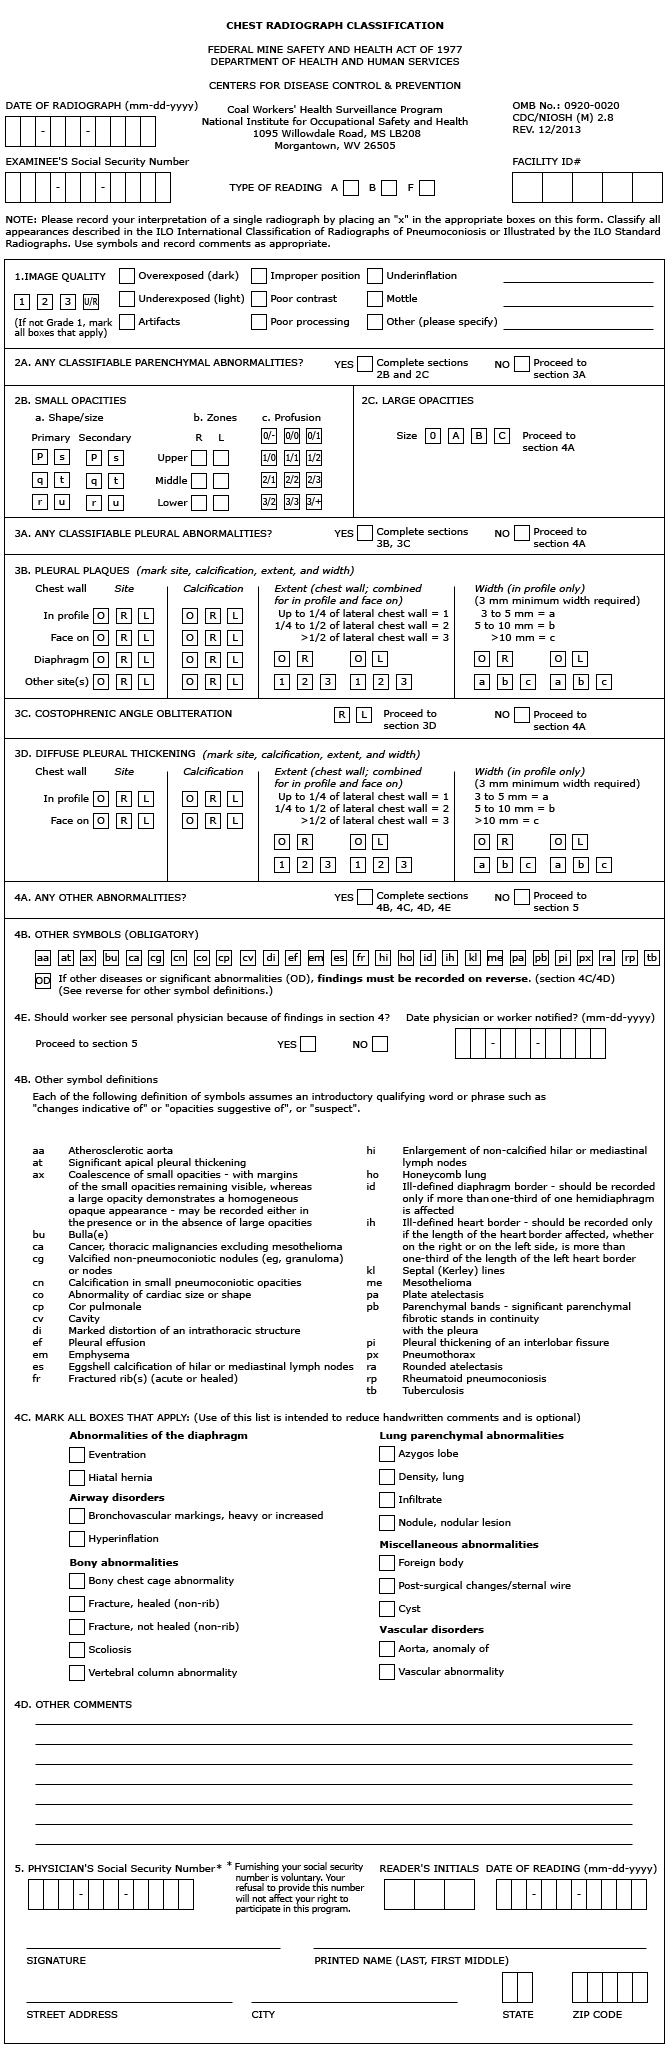 CHEST RADIOGRAPH CLASSIFICATION
FEDERAL MINE SAFETY AND HEALTH ACT OF 1977
DEPARTMENT OF HEALTH AND HUMAN SERVICES
CENTERS FOR DISEASE CONTROL & PREVENTION
DATE OF RADIOGRAPH (mm-dd-yyyy)
Coal Workers' Health Surveillance Program
National Institute for Occupational Safety and Health
1095 Willowdale Road, MS LB208
Morgantown, WV 26505
OMB No.: 0920-0020
CDC/NIOSH (M) 2.8
REV. 12/2013
- -
EXAMINEE'S Social Security Number
- -
TYPE OF READING A B F
FACILITY ID#
NOTE: Please record your interpretation of a single radiograph by placing an "x" in the appropriate boxes on this form. Classify all
appearances described in the ILO International Classification of Radiographs of Pneumoconiosis or Illustrated by the ILO Standard
Radiographs. Use symbols and record comments as appropriate.
1.IMAGE QUALITY
1 2 3 U/R
(If not Grade 1, mark
all boxes that apply)
Overexposed (dark) Improper position Underinflation
Underexposed (light) Poor contrast Mottle
Artifacts Poor processing Other (please specify)
2A. ANY CLASSIFIABLE PARENCHYMAL ABNORMALITIES? YES Complete sections NO Proceed to
2B and 2C section 3A
2B. SMALL OPACITIES
a. Shape/size b. Zones c. Profusion
Primary Secondary R L 0/- 0/0 0/1
P s P s Upper 1/0 1/1 1/2
q t q t Middle 2/1 2/2 2/3
r u r u Lower 3/2 3/3 3/+
2C. LARGE OPACITIES
Size 0 A B C Proceed to
section 4A
3A. ANY CLASSIFIABLE PLEURAL ABNORMALITIES? YES Complete sections NO Proceed to
3B, 3C section 4A
3B. PLEURAL PLAQUES (mark site, calcification, extent, and width)
Chest wall Site Calcification
In profile O R L O R L
Face on O R L O R L
Diaphragm O R L O R L
Other site(s) O R L O R L
Extent (chest wall; combined
for in profile and face on)
Up to 1/4 of lateral chest wall = 1
1/4 to 1/2 of lateral chest wall = 2
>1/2 of lateral chest wall = 3
O R O L
1 2 3 1 2 3
Width (in profile only)
(3 mm minimum width required)
3 to 5 mm = a
5 to 10 mm = b
>10 mm = c
O R O L
a b c a b c
3C. COSTOPHRENIC ANGLE OBLITERATION R L Proceed to NO Proceed to
section 3D section 4A
3D. DIFFUSE PLEURAL THICKENING (mark site, calcification, extent, and width)
Chest wall Site Calcification
In profile O R L O R L
Face on O R L O R L
Extent (chest wall; combined
for in profile and face on)
Up to 1/4 of lateral chest wall = 1
1/4 to 1/2 of lateral chest wall = 2
>1/2 of lateral chest wall = 3
O R O L
1 2 3 1 2 3
Width (in profile only)
(3 mm minimum width required)
3 to 5 mm = a
5 to 10 mm = b
>10 mm = c
O R O L
a b c a b c
4A. ANY OTHER ABNORMALITIES? YES Complete sections NO Proceed to
4B, 4C, 4D, 4E section 5
4B. OTHER SYMBOLS (OBLIGATORY)
aa at ax bu ca cg cn co cp cv di ef em es fr hi ho id ih kl me pa pb pi px ra rp tb
OD If other diseases or significant abnormalities (OD), findings must be recorded on reverse. (section 4C/4D)
(See reverse for other symbol definitions.)
4E. Should worker see personal physician because of findings in section 4? Date physician or worker notified? (mm-dd-yyyy)
Proceed to section 5 YES NO - -
4B. Other symbol definitions
Each of the following definition of symbols assumes an introductory qualifying word or phrase such as
"changes indicative of" or "opacities suggestive of", or "suspect".
aa Atherosclerotic aorta
at Significant apical pleural thickening
ax Coalescence of small opacities - with margins
of the small opacities remaining visible, whereas
a large opacity demonstrates a homogeneous
opaque appearance - may be recorded either in
the presence or in the absence of large opacities
bu Bulla(e)
ca Cancer, thoracic malignancies excluding mesothelioma
cg Valcified non-pneumoconiotic nodules (eg, granuloma)
or nodes
cn Calcification in small pneumoconiotic opacities
co Abnormality of cardiac size or shape
cp Cor pulmonale
cv Cavity
di Marked distortion of an intrathoracic structure
ef Pleural effusion
em Emphysema
es Eggshell calcification of hilar or mediastinal lymph nodes
fr Fractured rib(s) (acute or healed)
hi Enlargement of non-calcified hilar or mediastinal
lymph nodes
ho Honeycomb lung
id Ill-defined diaphragm border - should be recorded
only if more than one-third of one hemidiaphragm
is affected
ih Ill-defined heart border - should be recorded only
if the length of the heart border affected, whether
on the right or on the left side, is more than
one-third of the length of the left heart border
kl Septal (Kerley) lines
me Mesothelioma
pa Plate atelectasis
pb Parenchymal bands - significant parenchymal
fibrotic stands in continuity
with the pleura
pi Pleural thickening of an interlobar fissure
px Pneumothorax
ra Rounded atelectasis
rp Rheumatoid pneumoconiosis
tb Tuberculosis
4C. MARK ALL BOXES THAT APPLY: (Use of this list is intended to reduce handwritten comments and is optional)
Abnormalities of the diaphragm
Eventration
Hiatal hernia
Airway disorders
Bronchovascular markings, heavy or increased
Hyperinflation
Bony abnormalities
Bony chest cage abnormality
Fracture, healed (non-rib)
Fracture, not healed (non-rib)
Scoliosis
Vertebral column abnormality
Lung parenchymal abnormalities
Azygos lobe
Density, lung
Infiltrate
Nodule, nodular lesion
Miscellaneous abnormalities
Foreign body
Post-surgical changes/sternal wire
Cyst
Vascular disorders
Aorta, anomaly of
Vascular abnormality
4D. OTHER COMMENTS
5. PHYSICIAN'S Social Security Number*
- -
* Furnishing your social security
number is voluntary. Your
refusal to provide this number
will not affect your right to
participate in this program.
READER'S INITIALS DATE OF READING (mm-dd-yyyy)
- -
SIGNATURE PRINTED NAME (LAST, FIRST MIDDLE)
STREET ADDRESS CITY STATE ZIP CODE